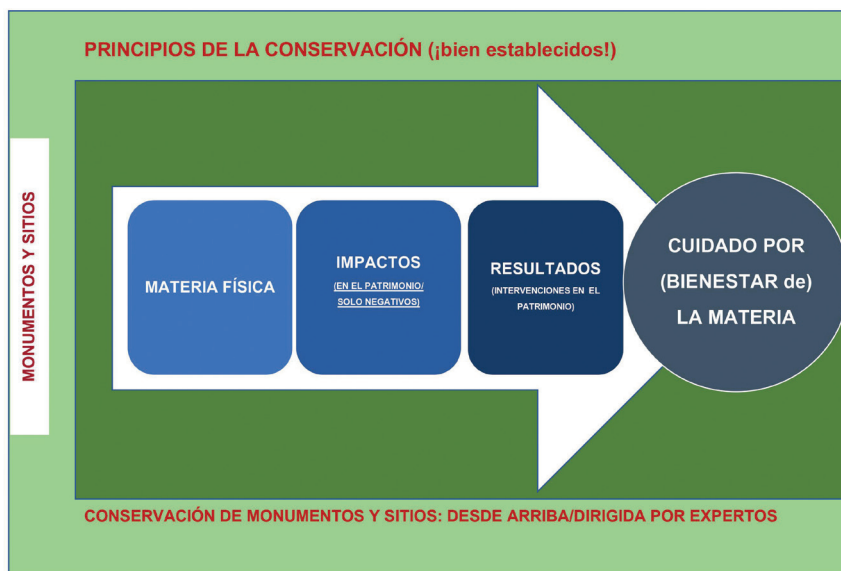 PRINCIPIOS DE LA CONSERVACIÓN (¡bien establecidos!)
MONUMENTOS Y SITIOS
MATERIA FÍSICA
IMPACTOS
(EN EL PATRIMONIO/
SOLO NEGATIVOS)
RESULTADOS
(INTERVENCIONES EN EL
PATRIMONIO)
CUIDADO POR
(BIENESTAR de)
LA MATERIA
CONSERVACIÓN DE MONUMENTOS Y SITIOS: DESDE ARRIBA/DIRIGIDA POR EXPERTOS